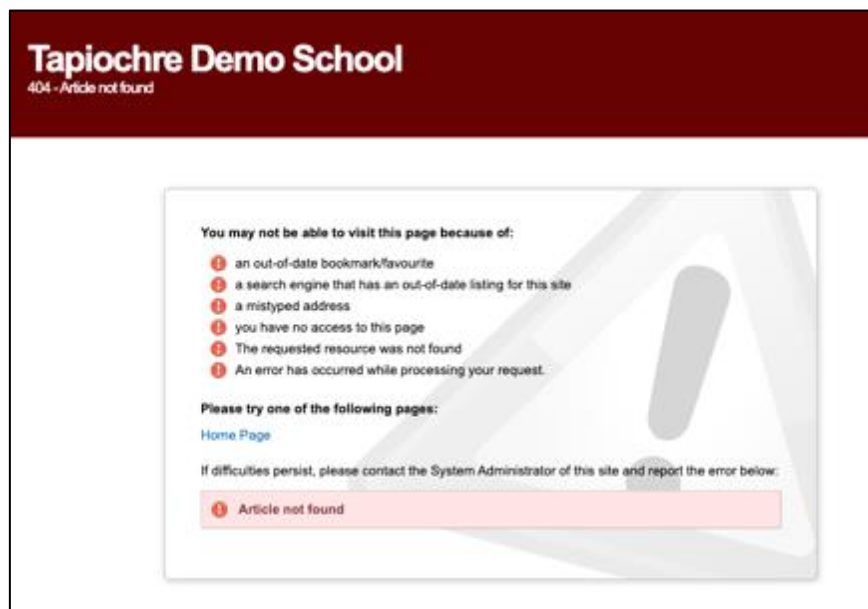 Tapiochre Demo School
404 - Article not found
You may not be able to visit this page because of:
an out-of-date bookmark/favourite
a search engine that has an out-of-date listing for this site
a mistyped address
you have no access to this page
The requested resource was not found
An error has occurred while processing your request.
Please try one of the following pages:
Home Page
If difficulties persist, please contact the System Administrator of this site and report the error below:
Article not found